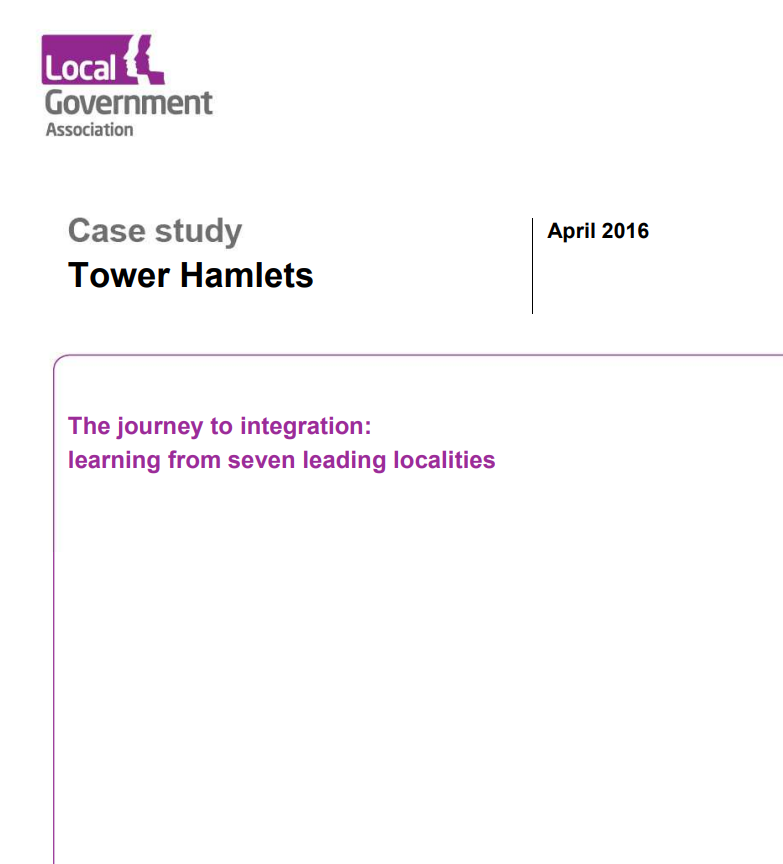 Local
Government
Association
Case study
Tower Hamlets
April 2016
The journey to integration:
learning from seven leading localities